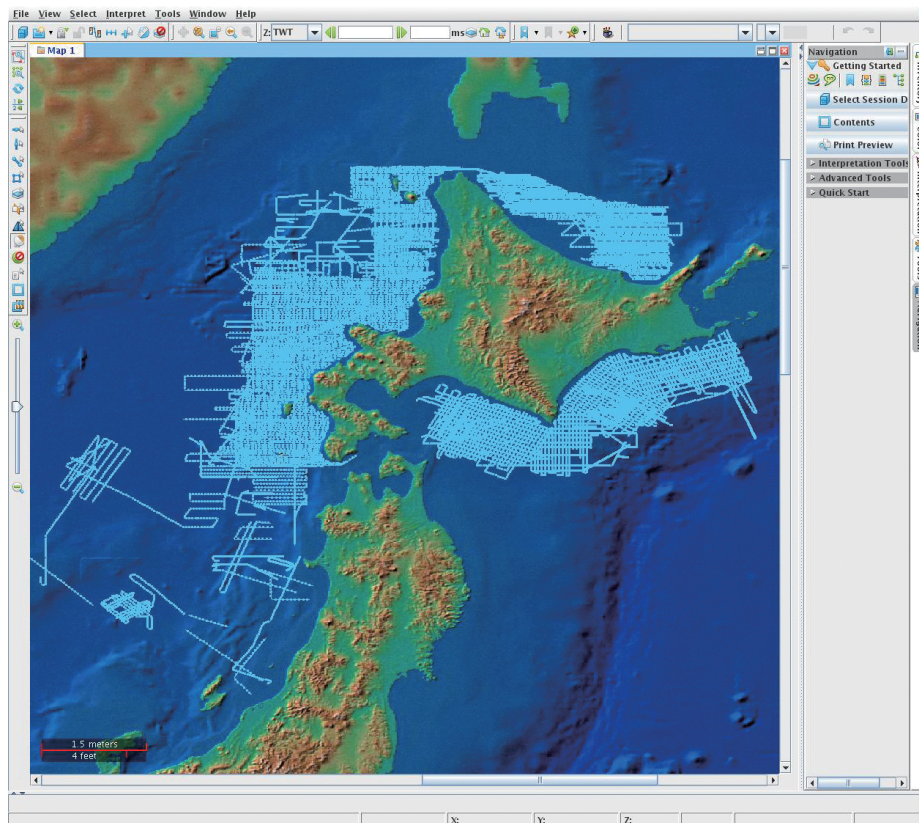 File View Select Interpret Tools Window Help
Z: TWT ms
Map 1
Navigation
Getting Started
Select Session D
Contents
Print Preview
Interpretation Tools
Advanced Tools
Quick Start
1.5 meters
4 feet
X: Y: Z: